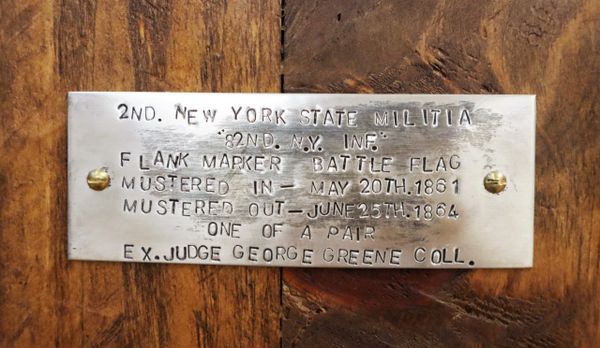 2ND. NEW YORK STATE MILITIA
"82ND. N.Y. INF."
FLANK MARKER BATTLE FLAG
MUSTERED IN - MAY 20TH. 1861
MUSTERED OUT - JUNE 25TH. 1864
ONE OF A PAIR
EX. JUDGE GEORGE GREENE COLL.